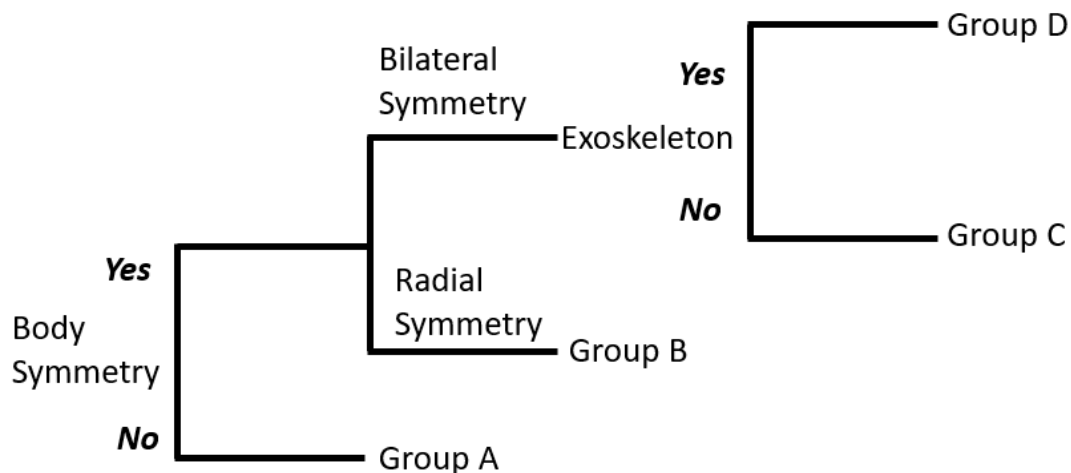 Group D
Bilateral
Symmetry
Yes
Exoskeleton
No
Group C
Yes
Radial
Symmetry
Body
Symmetry
Group B
No
Group A